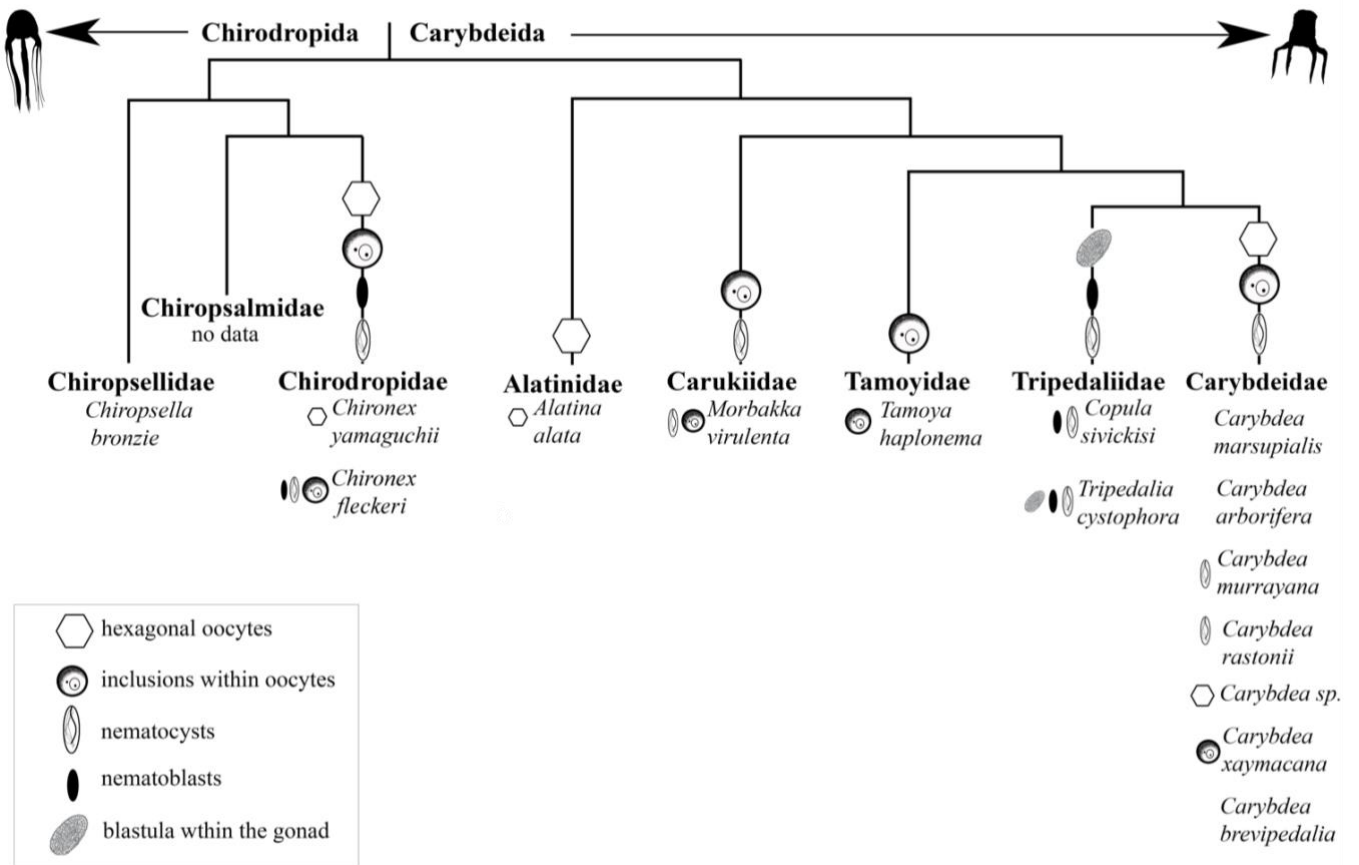 Chirodropida Carybdeida
Chiropsalmidae
no data
Chiropsellidae
Chiropsella
bronzie
Chirodropidae
Chironex
yamaguchii
Chironex
fleckeri
Alatinidae
Alatina
alata
Carukiidae
Morbakka
virulenta
Tamoyidae
Tamoya
haplonema
Tripedaliidae
Copula
sivickisi
Tripedalia
cystophora
Carybdeidae
Carybdea
marsupialis
Carybdea
arborifera
Carybdea
murrayana
Carybdea
rastonii
Carybdea sp.
Carybdea
xaymacana
Carybdea
brevipedalia
hexagonal oocytes
inclusions within oocytes
nematocysts
nematoblasts
blastula wthin the gonad